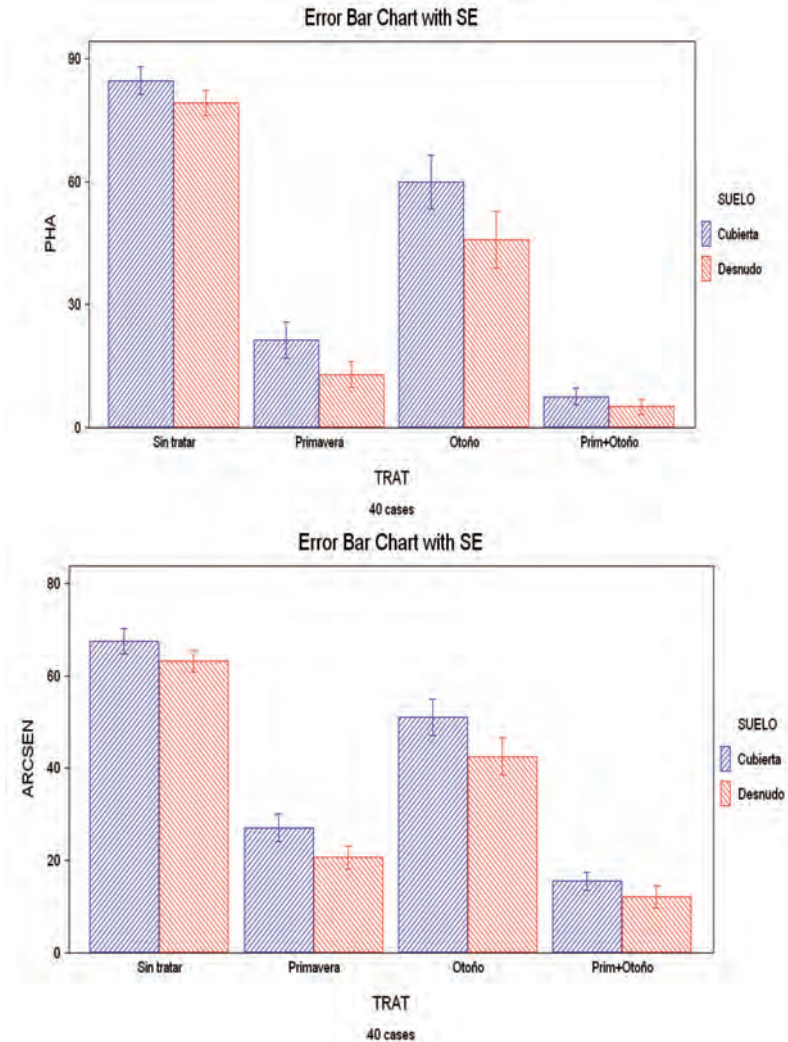 Error Bar Chart with SE
90
60
30
0
PHA
Sin tratar
Primavera
Otoño
Prim+Otoño
TRAT
40 cases
SUELO
Cubierta
Desnudo
Error Bar Chart with SE
80
60
40
20
0
ARCSEN
Sin tratar
Primavera
Otoño
Prim+Otoño
TRAT
40 cases
SUELO
Cubierta
Desnudo